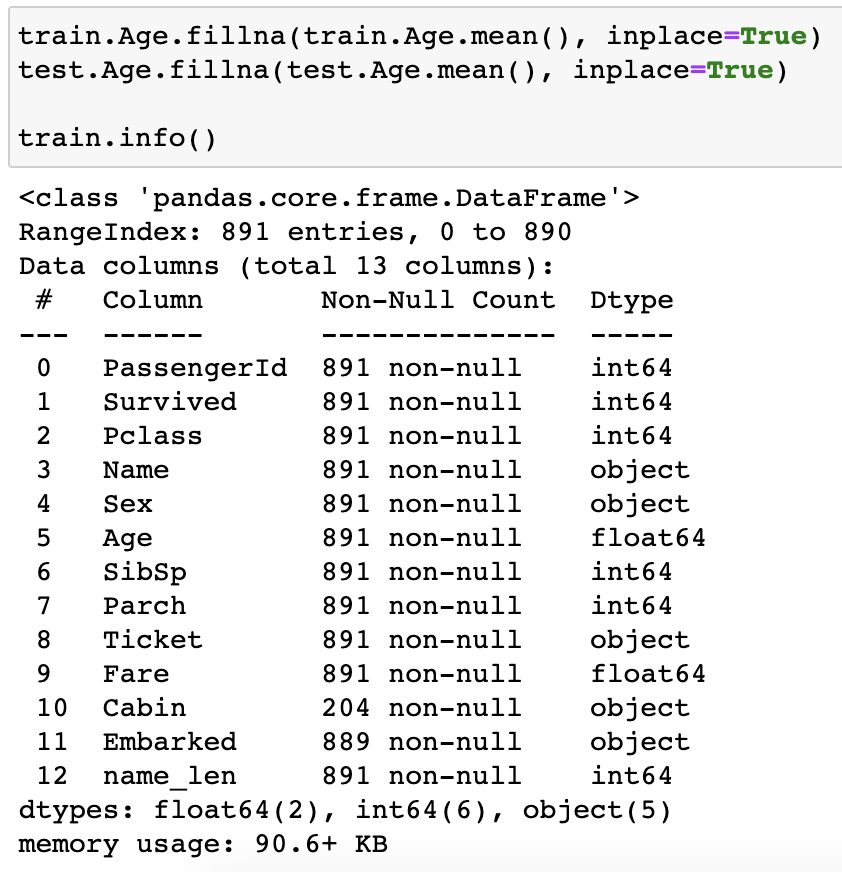 train.Age.fillna(train.Age.mean(), inplace=True)
test.Age.fillna(test.Age.mean(), inplace=True)
train.info()
<class 'pandas.core.frame.DataFrame'>
RangeIndex: 891 entries, 0 to 890
Data columns (total 13 columns):
 #   Column       Non-Null Count  Dtype
---  ------       --------------  -----
 0   PassengerId  891 non-null    int64
 1   Survived     891 non-null    int64
 2   Pclass       891 non-null    int64
 3   Name         891 non-null    object
 4   Sex          891 non-null    object
 5   Age          891 non-null    float64
 6   SibSp        891 non-null    int64
 7   Parch        891 non-null    int64
 8   Ticket       891 non-null    object
 9   Fare         891 non-null    float64
 10  Cabin        204 non-null    object
 11  Embarked     889 non-null    object
 12  name_len     891 non-null    int64
dtypes: float64(2), int64(6), object(5)
memory usage: 90.6+ KB